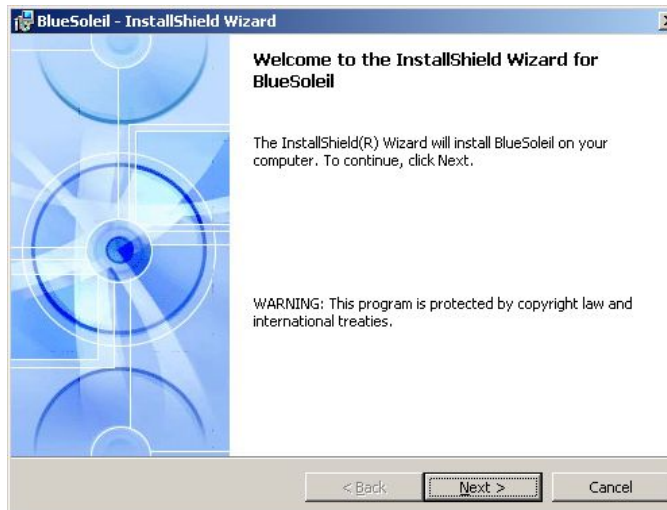 BlueSoleil - InstallShield Wizard
Welcome to the InstallShield Wizard for
BlueSoleil
The InstallShield(R) Wizard will install BlueSoleil on your
computer. To continue, click Next.
WARNING: This program is protected by copyright law and
international treaties.
< Back
Next >
Cancel